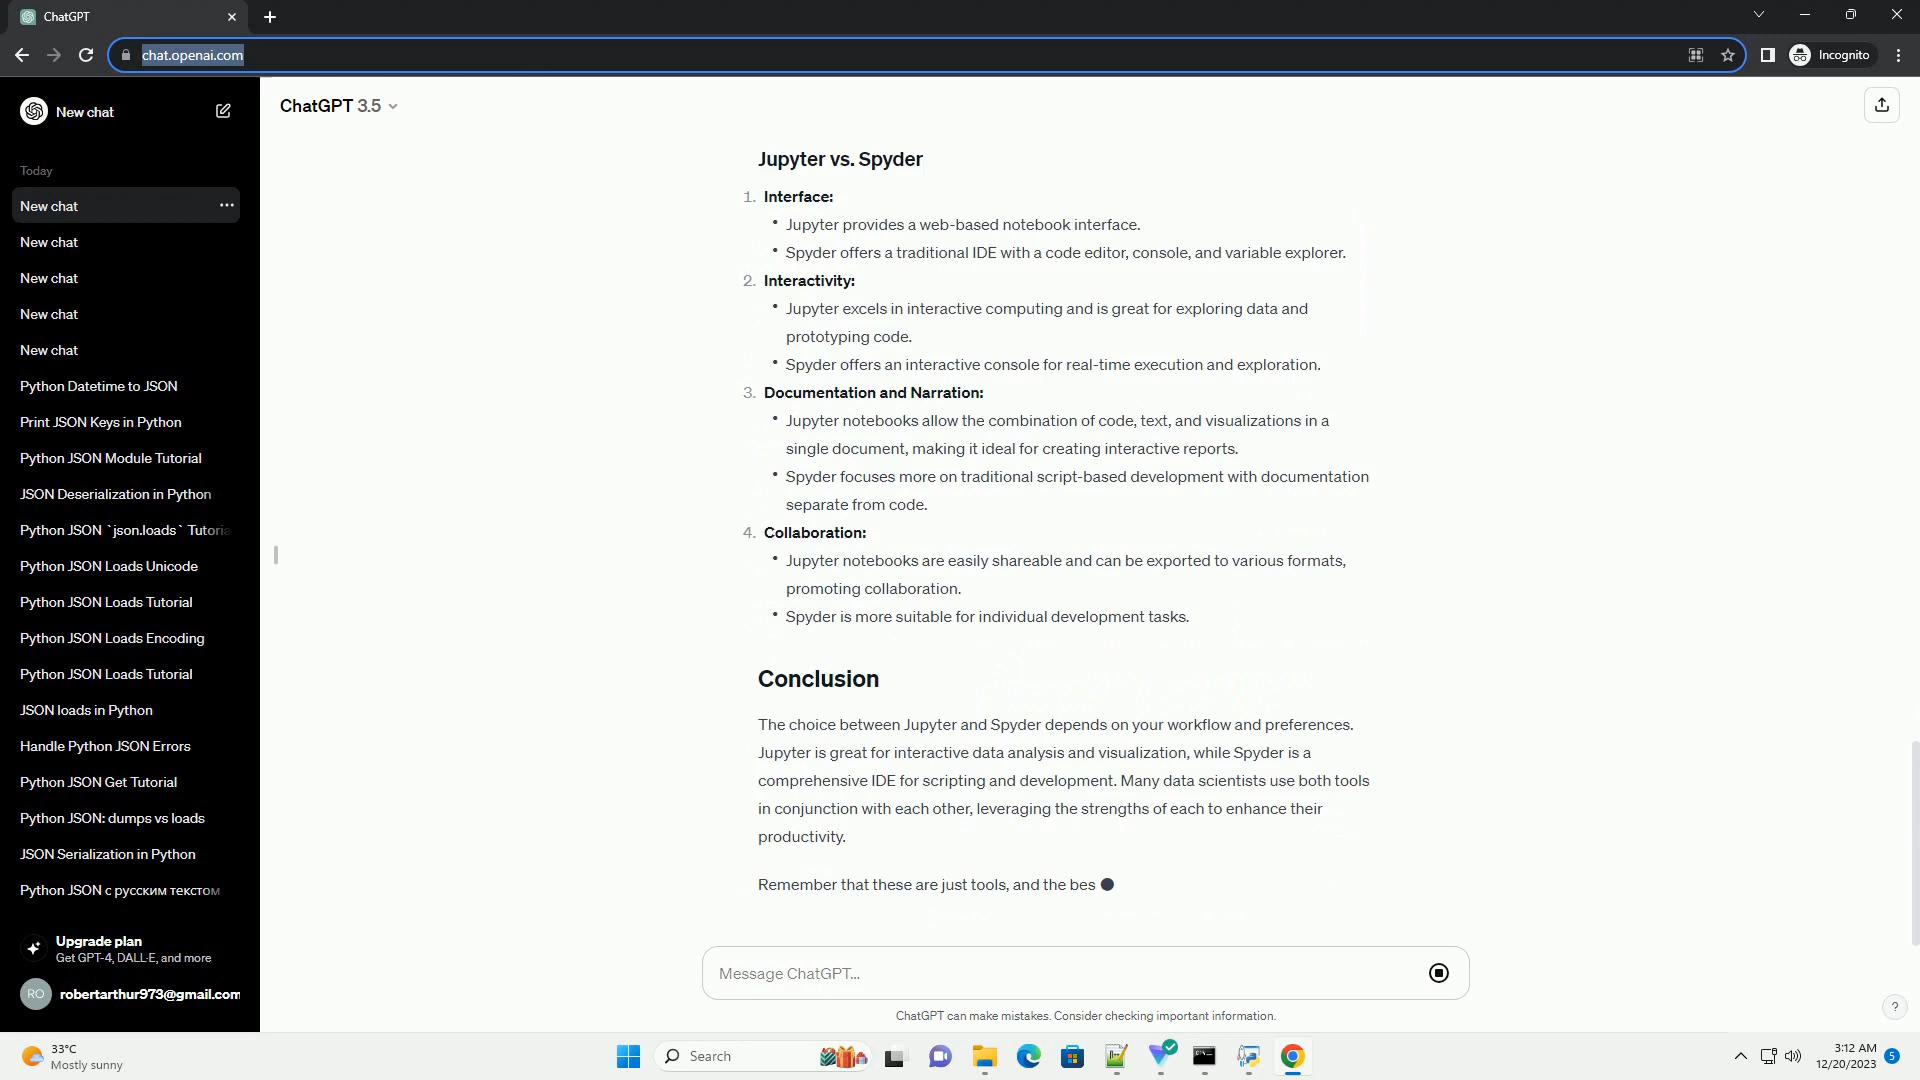 ChatGPT
chat.openai.com
Incognito
New chat
Today
New chat
New chat
New chat
New chat
New chat
Python Datetime to JSON
Print JSON Keys in Python
Python JSON Module Tutorial
JSON Deserialization in Python
Python JSON `json.loads` Tutoria
Python JSON Loads Unicode
Python JSON Loads Tutorial
Python JSON Loads Encoding
Python JSON Loads Tutorial
JSON loads in Python
Handle Python JSON Errors
Python JSON Get Tutorial
Python JSON: dumps vs loads
JSON Serialization in Python
Python JSON с русским текстом
Upgrade plan
Get GPT-4, DALL·E, and more
RO robertarthur973@gmail.com
ChatGPT 3.5
Jupyter vs. Spyder
1. Interface:
• Jupyter provides a web-based notebook interface.
• Spyder offers a traditional IDE with a code editor, console, and variable explorer.
2. Interactivity:
• Jupyter excels in interactive computing and is great for exploring data and
prototyping code.
• Spyder offers an interactive console for real-time execution and exploration.
3. Documentation and Narration:
• Jupyter notebooks allow the combination of code, text, and visualizations in a
single document, making it ideal for creating interactive reports.
• Spyder focuses more on traditional script-based development with documentation
separate from code.
4. Collaboration:
• Jupyter notebooks are easily shareable and can be exported to various formats,
promoting collaboration.
• Spyder is more suitable for individual development tasks.
Conclusion
The choice between Jupyter and Spyder depends on your workflow and preferences.
Jupyter is great for interactive data analysis and visualization, while Spyder is a
comprehensive IDE for scripting and development. Many data scientists use both tools
in conjunction with each other, leveraging the strengths of each to enhance their
productivity.
Remember that these are just tools, and the bes
Message ChatGPT...
ChatGPT can make mistakes. Consider checking important information.
?
33°C
Mostly sunny
Search
3:12 AM
12/20/2023
5